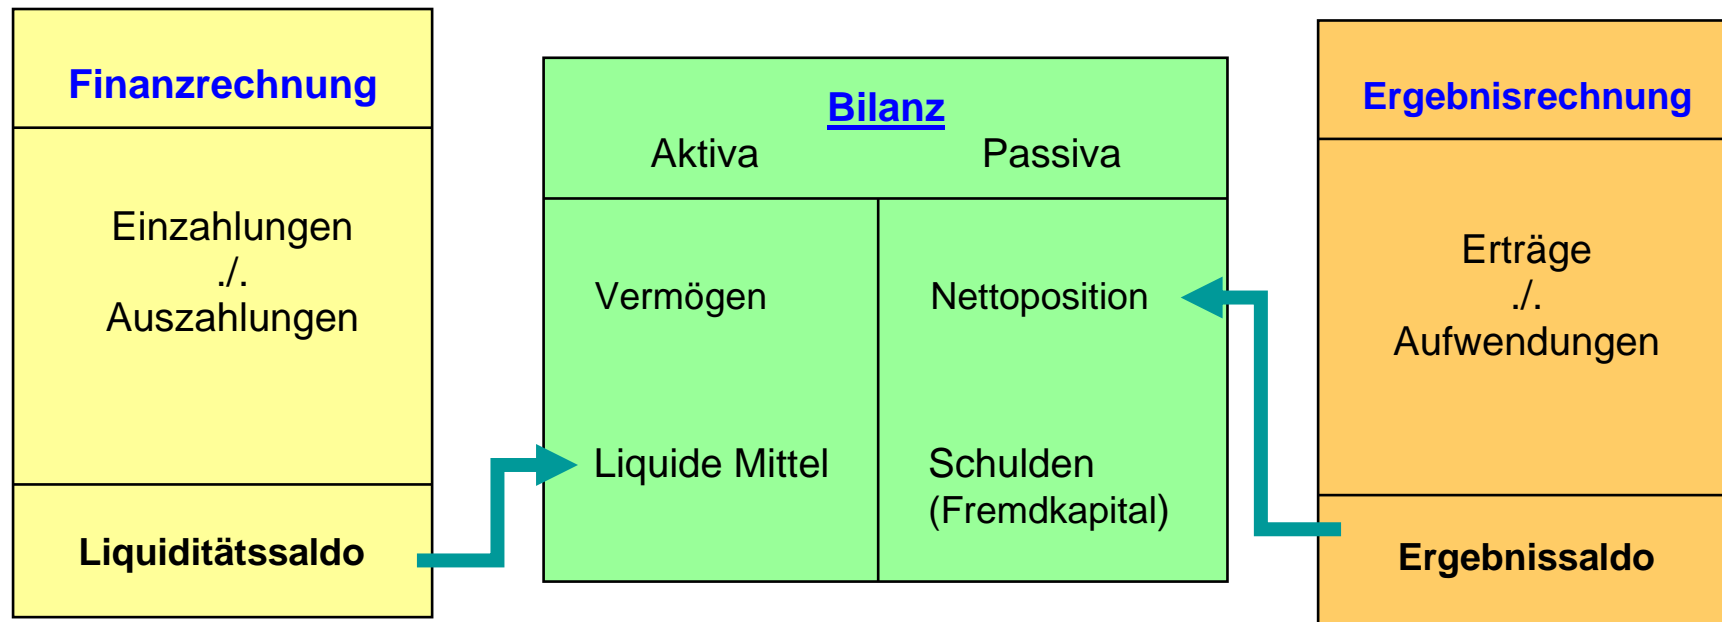 Finanzrechnung
Einzahlungen
./.
Auszahlungen
Liquiditätssaldo
Bilanz
Aktiva Passiva
Vermögen Nettoposition
Liquide Mittel Schulden
(Fremdkapital)
Ergebnisrechnung
Erträge
./.
Aufwendungen
Ergebnissaldo